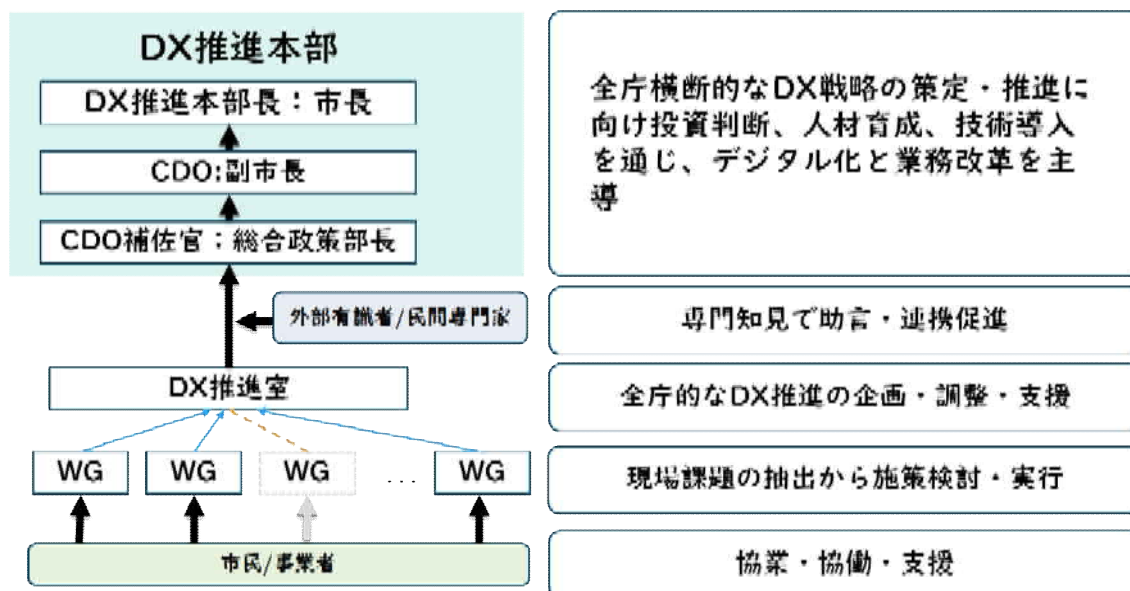 DX推進本部
DX推進本部長：市長
CDO:副市長
CDO補佐官：総合政策部長
全庁横断的なDX戦略の策定・推進に
向け投資判断、人材育成、技術導入
を通じ、デジタル化と業務改革を主
導
外部有識者/民間専門家
専門知見で助言・連携促進
DX推進室
全庁的なDX推進の企画・調整・支援
WG WG WG ... WG
現場課題の抽出から施策検討・実行
市民/事業者
協業・協働・支援